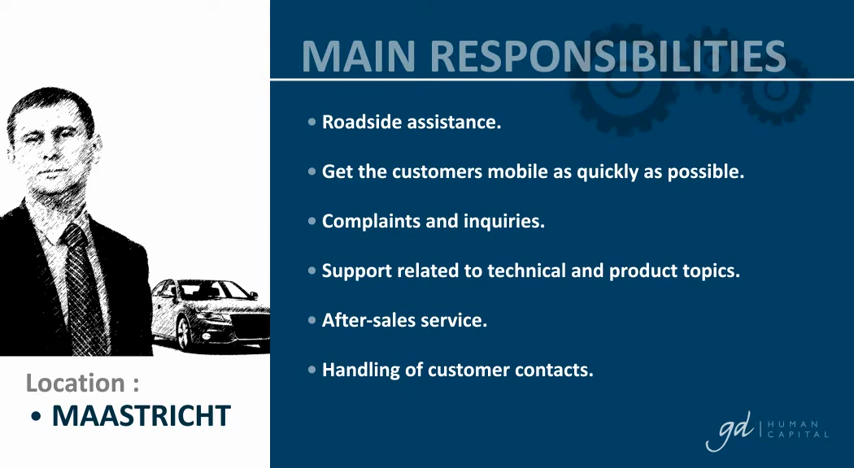 MAIN RESPONSIBILITIES
• Roadside assistance.
• Get the customers mobile as quickly as possible.
• Complaints and inquiries.
• Support related to technical and product topics.
• After-sales service.
• Handling of customer contacts.
Location :
• MAASTRICHT
gd | HUMAN
CAPITAL